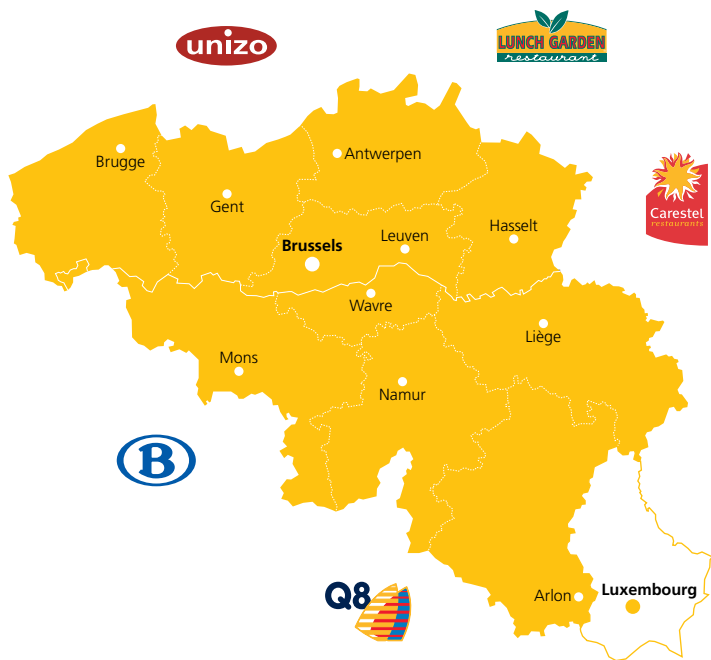 unizo
LUNCH GARDEN
restaurant
Brugge
Antwerpen
Gent
Carestel
restaurants
Hasselt
Leuven
Brussels
Wavre
Liège
Mons
Namur
B
Q8
Arlon
Luxembourg